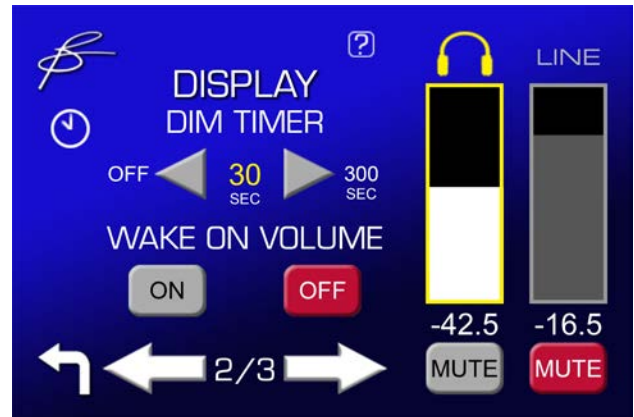 ?
DISPLAY
DIM TIMER
OFF 30 SEC 300 SEC
WAKE ON VOLUME
ON OFF
2/3
LINE
-42.5 -16.5
MUTE MUTE